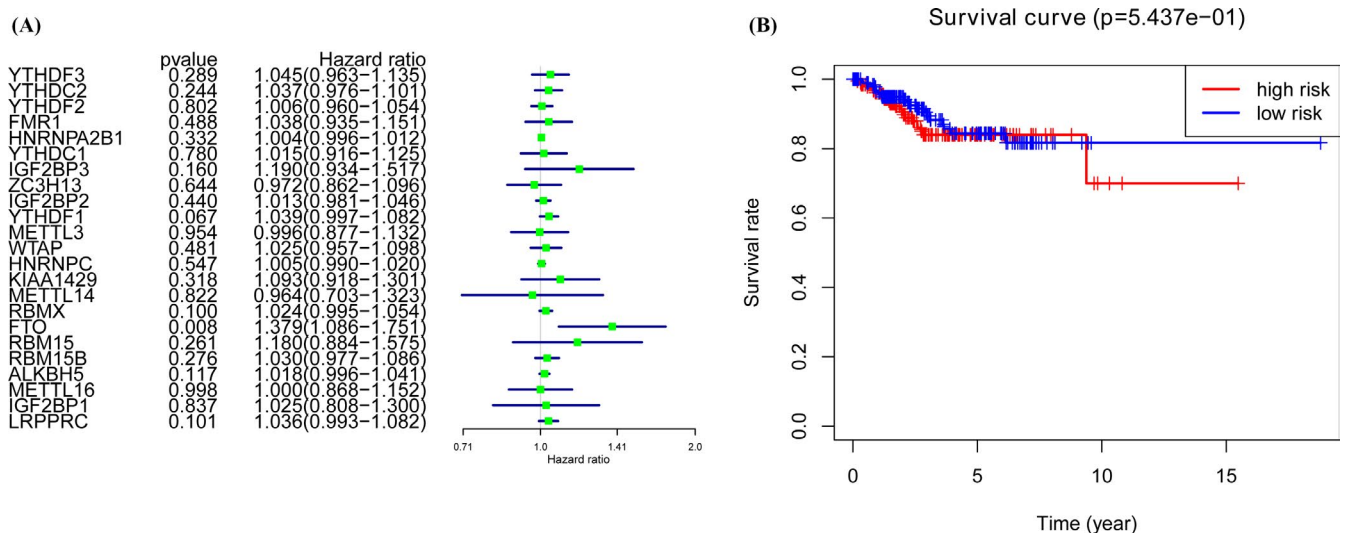 (A)
pvalue Hazard ratio
YTHDF3 0.289 1.045(0.963−1.135)
YTHDC2 0.244 1.037(0.976−1.101)
YTHDF2 0.802 1.006(0.960−1.054)
FMR1 0.488 1.038(0.935−1.151)
HNRNPA2B1 0.332 1.004(0.996−1.012)
YTHDC1 0.780 1.015(0.916−1.125)
IGF2BP3 0.160 1.190(0.934−1.517)
ZC3H13 0.644 0.972(0.862−1.096)
IGF2BP2 0.440 1.013(0.981−1.046)
YTHDF1 0.067 1.039(0.997−1.082)
METTL3 0.954 0.996(0.877−1.132)
WTAP 0.481 1.025(0.957−1.098)
HNRNPC 0.547 1.005(0.990−1.020)
KIAA1429 0.318 1.093(0.918−1.301)
METTL14 0.822 0.964(0.703−1.323)
RBMX 0.100 1.024(0.995−1.054)
FTO 0.008 1.379(1.086−1.751)
RBM15 0.261 1.180(0.884−1.575)
RBM15B 0.276 1.030(0.977−1.086)
ALKBH5 0.117 1.018(0.996−1.041)
METTL16 0.998 1.000(0.868−1.152)
IGF2BP1 0.837 1.025(0.808−1.300)
LRPPRC 0.101 1.036(0.993−1.082)
0.71 1.0 1.41 2.0
Hazard ratio
(B)
Survival curve (p=5.437e−01)
high risk
low risk
Survival rate
1.0
0.8
0.6
0.4
0.2
0.0
0 5 10 15
Time (year)